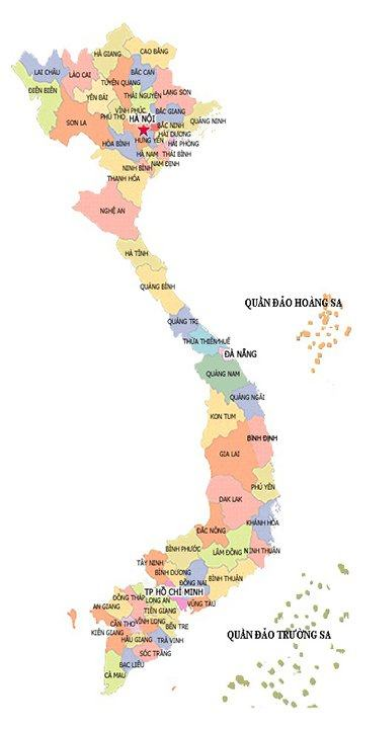 HÀ GIANG
CAO BẰNG
LAI CHÂU
LÀO CAI
BẮC CẠN
TUYÊN QUANG
ĐIỆN BIÊN
YÊN BÁI
THÁI NGUYÊN
LẠNG SƠN
VĨNH PHÚC
BẮC GIANG
PHÚ THỌ
HÀ NỘI
QUẢNG NINH
SƠN LA
BẮC NINH
HẢI DƯƠNG
HÒA BÌNH
HƯNG YÊN
HẢI PHÒNG
HÀ NAM
THÁI BÌNH
NAM ĐỊNH
NINH BÌNH
THANH HÓA
NGHỆ AN
HÀ TĨNH
QUẢNG BÌNH
QUẦN ĐẢO HOÀNG SA
QUẢNG TRỊ
THỪA THIÊN/HUẾ
ĐÀ NẴNG
QUẢNG NAM
QUẢNG NGÃI
KON TUM
BÌNH ĐỊNH
GIA LAI
PHÚ YÊN
DAK LAK
KHÁNH HÒA
ĐẮC NÔNG
BÌNH PHƯỚC
LÂM ĐỒNG
NINH THUẬN
TÂY NINH
BÌNH DƯƠNG
BÌNH THUẬN
ĐỒNG NAI
TP HỒ CHÍ MINH
ĐỒNG THÁP
LONG AN
VŨNG TÀU
AN GIANG
TIỀN GIANG
CẦN THƠ
VĨNH LONG
BẾN TRE
KIÊN GIANG
HẬU GIANG
TRÀ VINH
QUẦN ĐẢO TRƯỜNG SA
SÓC TRĂNG
BẠC LIÊU
CÀ MAU